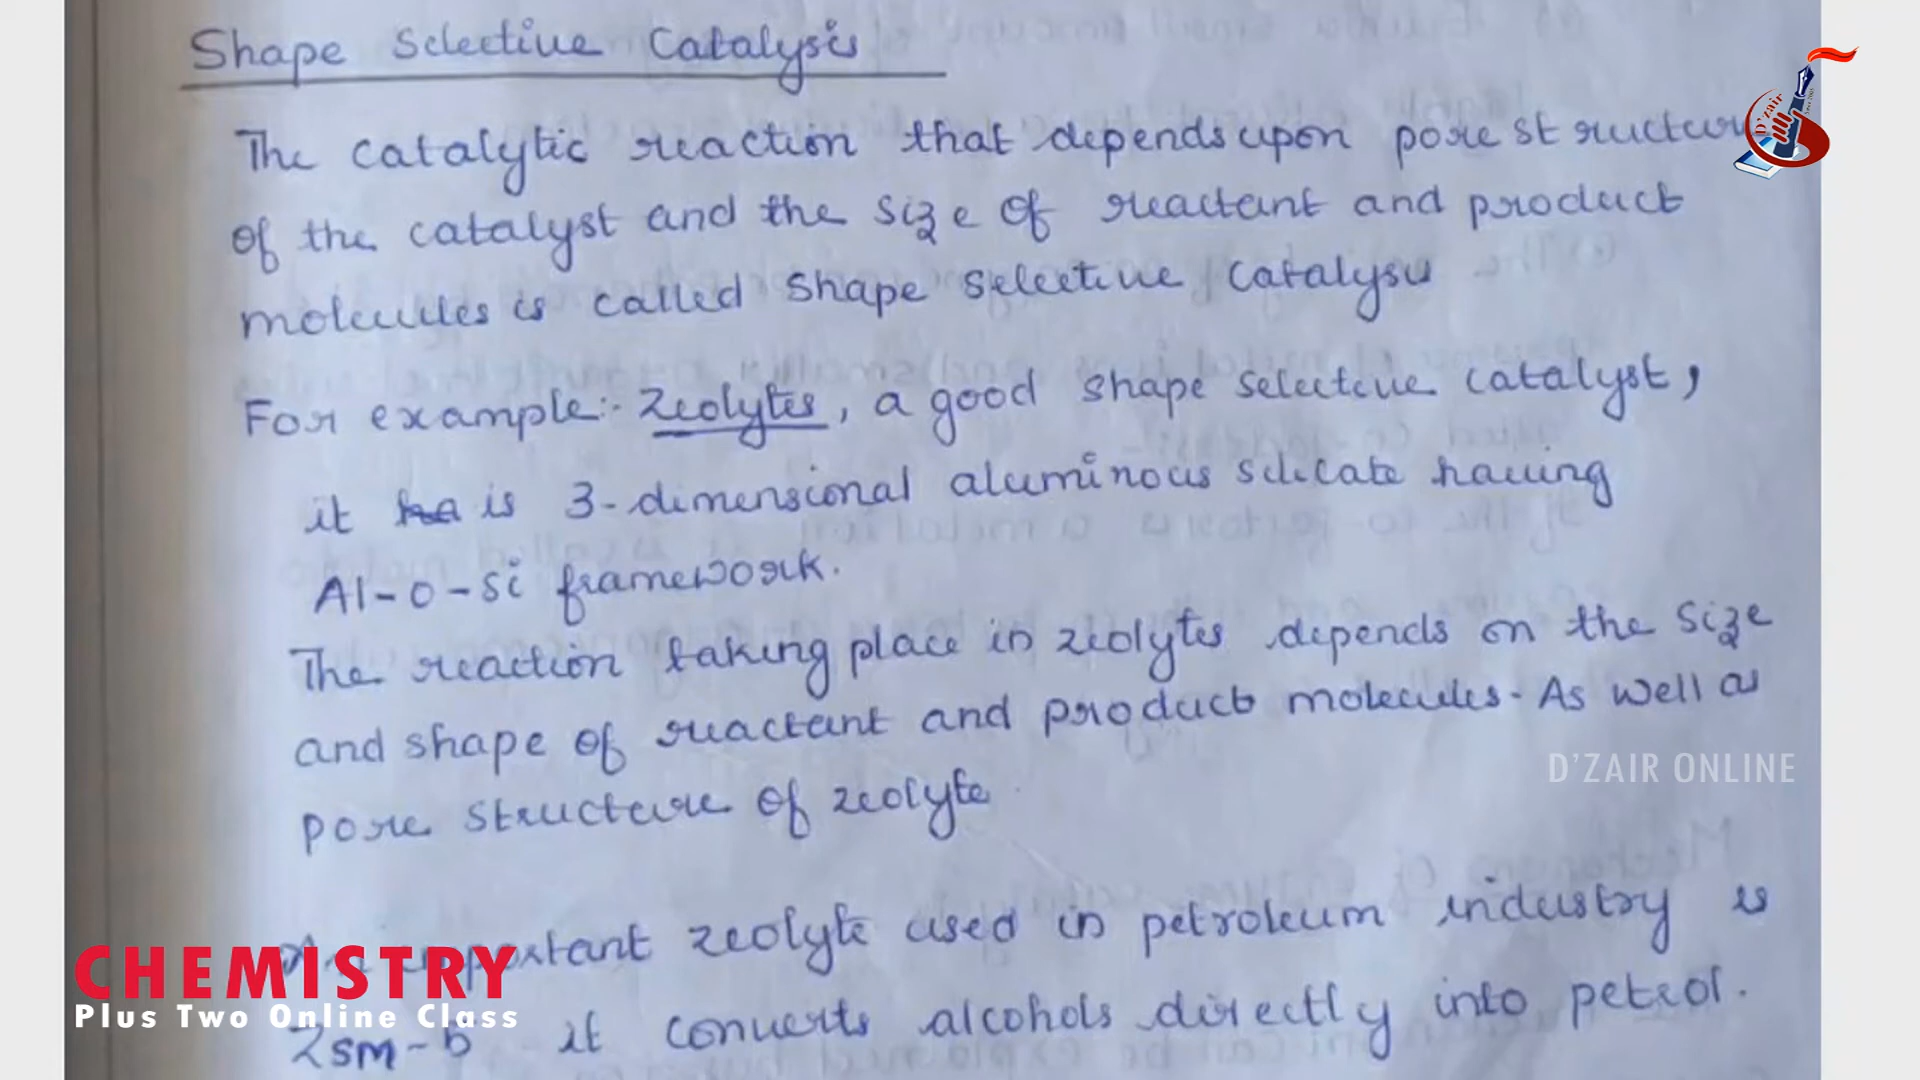 Shape Selective Catalysis
The catalytic reaction that depends upon pore structure
of the catalyst and the size of reactant and product
molecules is called shape selective catalysis
For example:- Zeolytes, a good shape selective catalyst,
it is 3-dimensional aluminous silicate having
Al-O-Si framework.
The reaction taking place in zeolytes depends on the size
and shape of reactant and product molecules. As well as
pore structure of zeolyte
important zeolyte used in petroleum industry is
ZSM-5 it converts alcohols directly into petrol.
D'zair
D'ZAIR ONLINE
CHEMISTRY
Plus Two Online Class